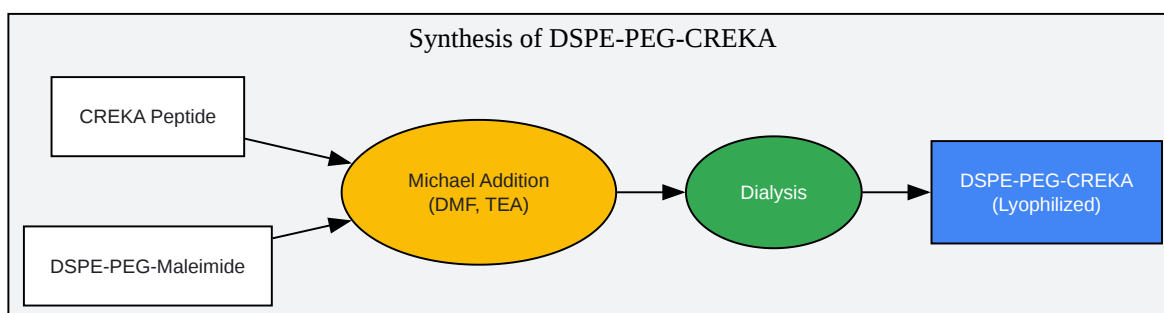 Synthesis of DSPE-PEG-CREKA
CREKA Peptide
DSPE-PEG-Maleimide
Michael Addition
(DMF, TEA)
Dialysis
DSPE-PEG-CREKA
(Lyophilized)